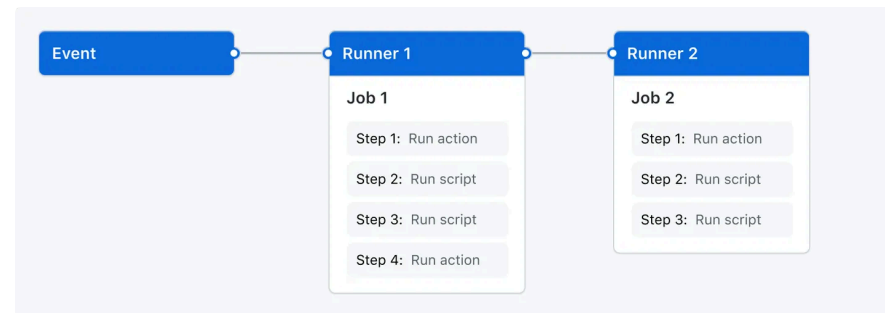 Event
Runner 1
Job 1
Step 1: Run action
Step 2: Run script
Step 3: Run script
Step 4: Run action
Runner 2
Job 2
Step 1: Run action
Step 2: Run script
Step 3: Run script